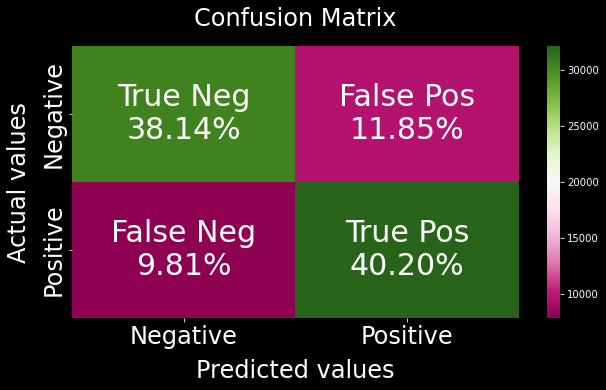 Confusion Matrix
Actual values
Negative
Positive
True Neg
38.14%
False Pos
11.85%
False Neg
9.81%
True Pos
40.20%
Negative
Positive
Predicted values
30000
25000
20000
15000
10000